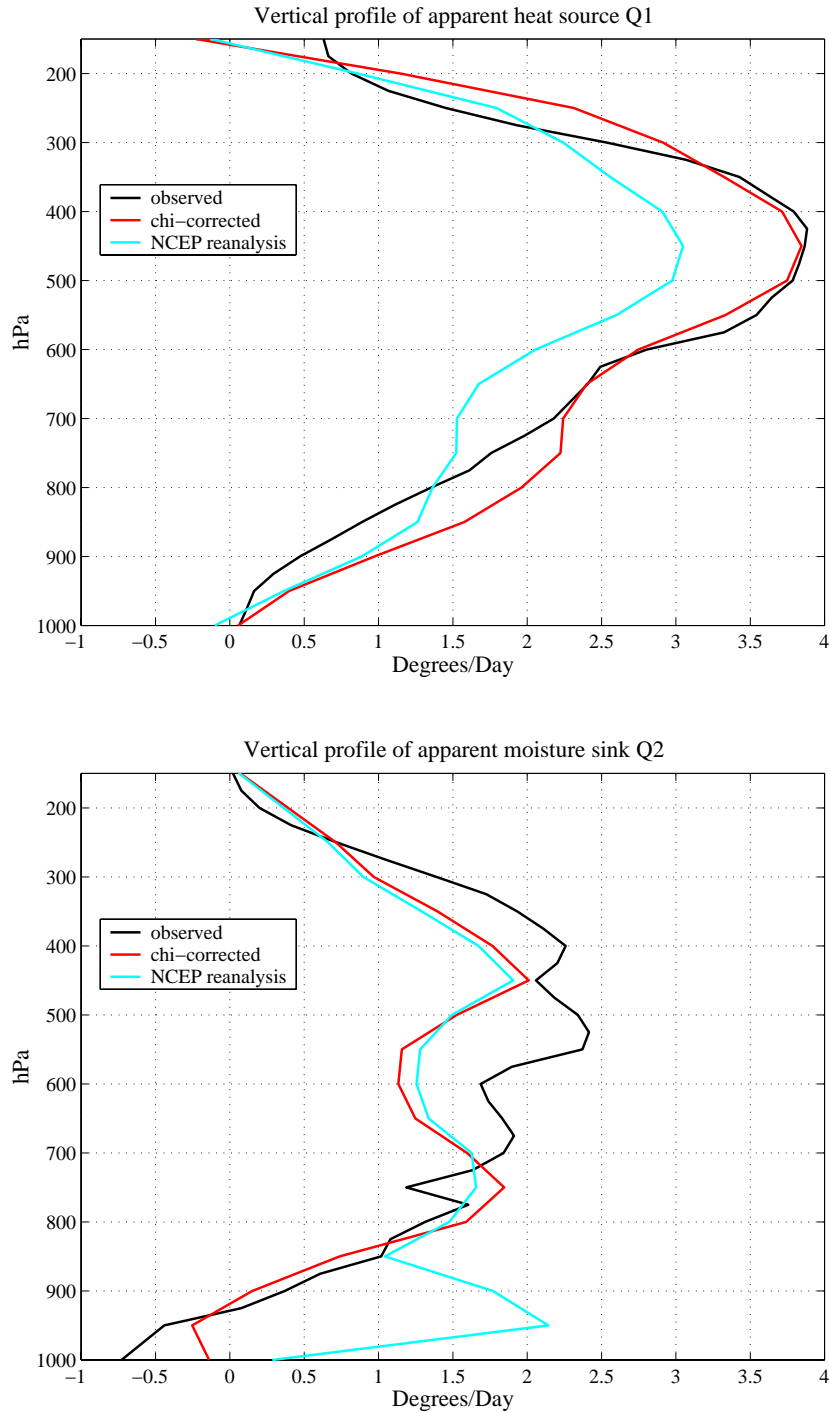 Vertical profile of apparent heat source Q1
200
300
400
500
600
700
800
900
1000
hPa
observed
chi−corrected
NCEP reanalysis
−1 −0.5 0 0.5 1 1.5 2 2.5 3 3.5 4
Degrees/Day
Vertical profile of apparent moisture sink Q2
200
300
400
500
600
700
800
900
1000
hPa
observed
chi−corrected
NCEP reanalysis
−1 −0.5 0 0.5 1 1.5 2 2.5 3 3.5 4
Degrees/Day